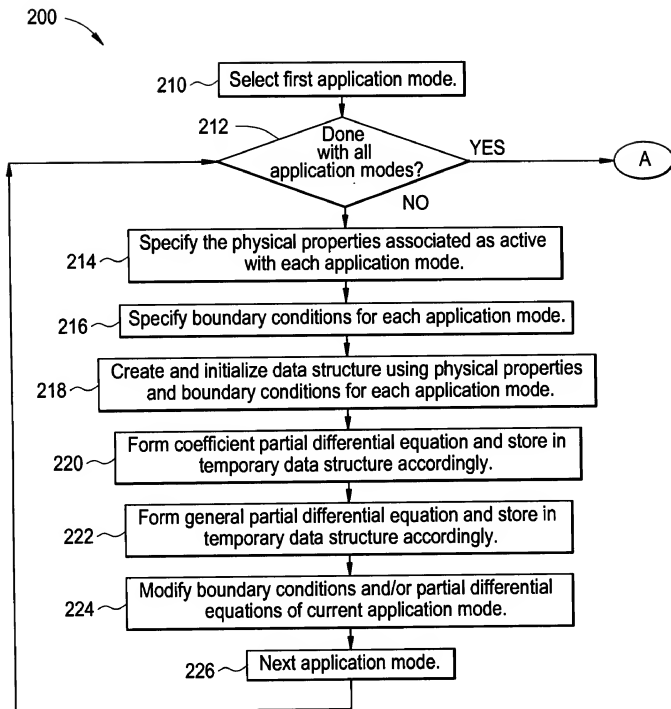 200
210
Select first application mode.
212
Done
with all
application modes?
YES
A
NO
214
Specify the physical properties associated as active
with each application mode.
216
Specify boundary conditions for each application mode.
218
Create and initialize data structure using physical properties
and boundary conditions for each application mode.
220
Form coefficient partial differential equation and store in
temporary data structure accordingly.
222
Form general partial differential equation and store in
temporary data structure accordingly.
224
Modify boundary conditions and/or partial differential
equations of current application mode.
226
Next application mode.